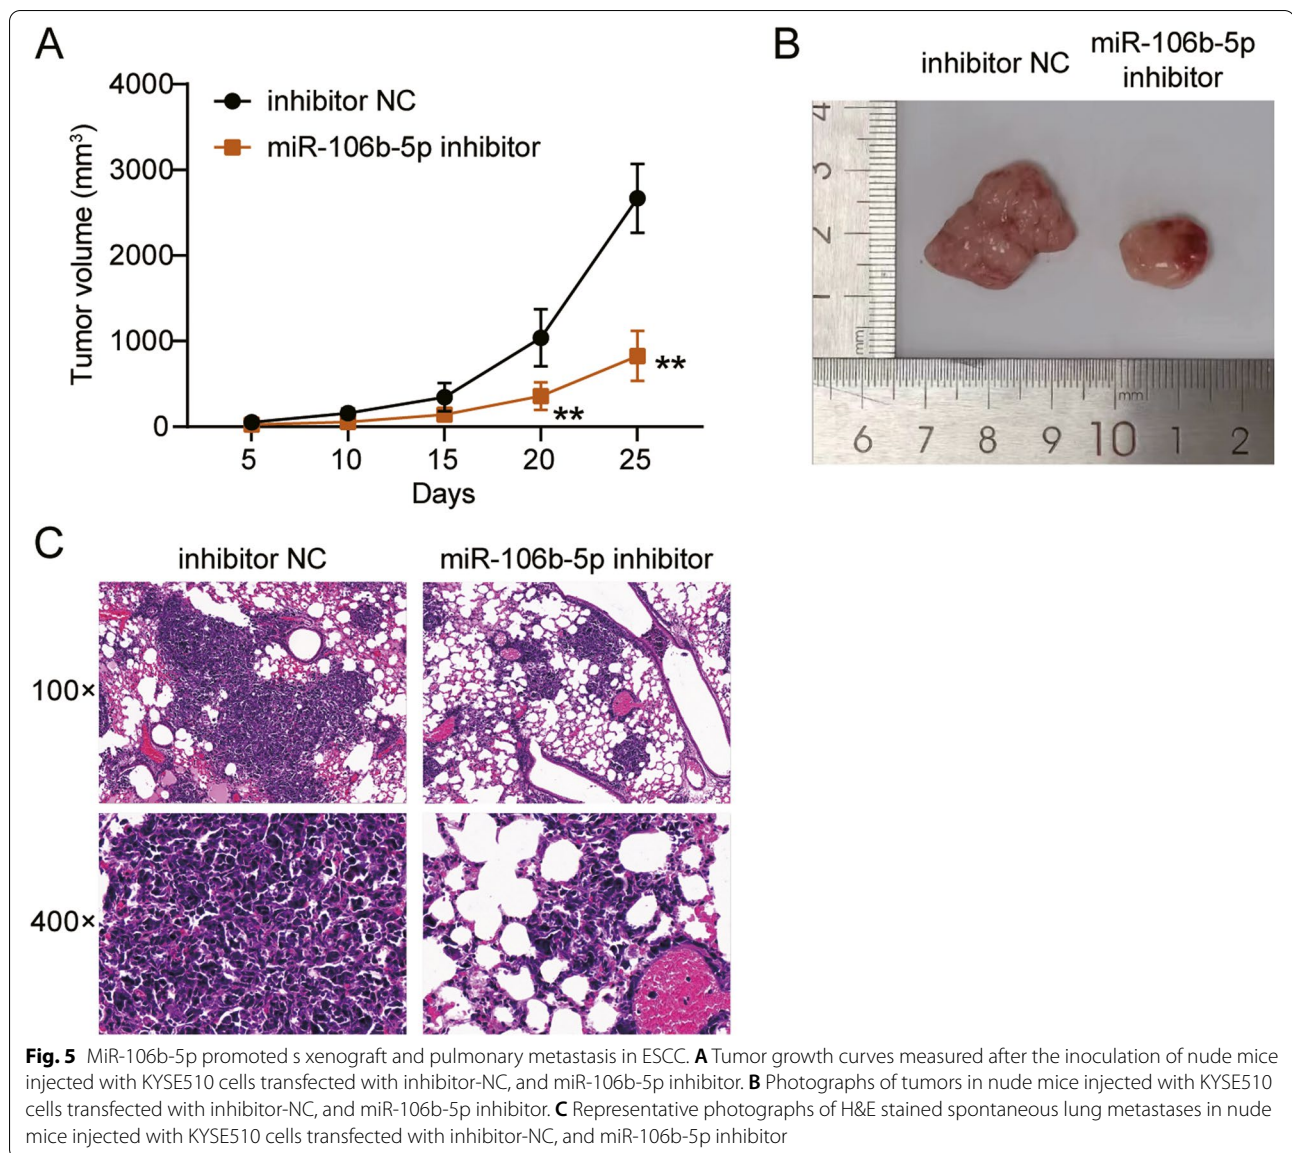 A
4000
3000
2000
1000
0
Tumor volume (mm³)
inhibitor NC
miR-106b-5p inhibitor
**
**
5 10 15 20 25
Days
B
inhibitor NC
miR-106b-5p
inhibitor
4
3
2
1
mm
mm
6 7 8 9 10 1 2
C
inhibitor NC
miR-106b-5p inhibitor
100×
400×
Fig. 5 MiR-106b-5p promoted s xenograft and pulmonary metastasis in ESCC. A Tumor growth curves measured after the inoculation of nude mice
injected with KYSE510 cells transfected with inhibitor-NC, and miR-106b-5p inhibitor. B Photographs of tumors in nude mice injected with KYSE510
cells transfected with inhibitor-NC, and miR-106b-5p inhibitor. C Representative photographs of H&E stained spontaneous lung metastases in nude
mice injected with KYSE510 cells transfected with inhibitor-NC, and miR-106b-5p inhibitor